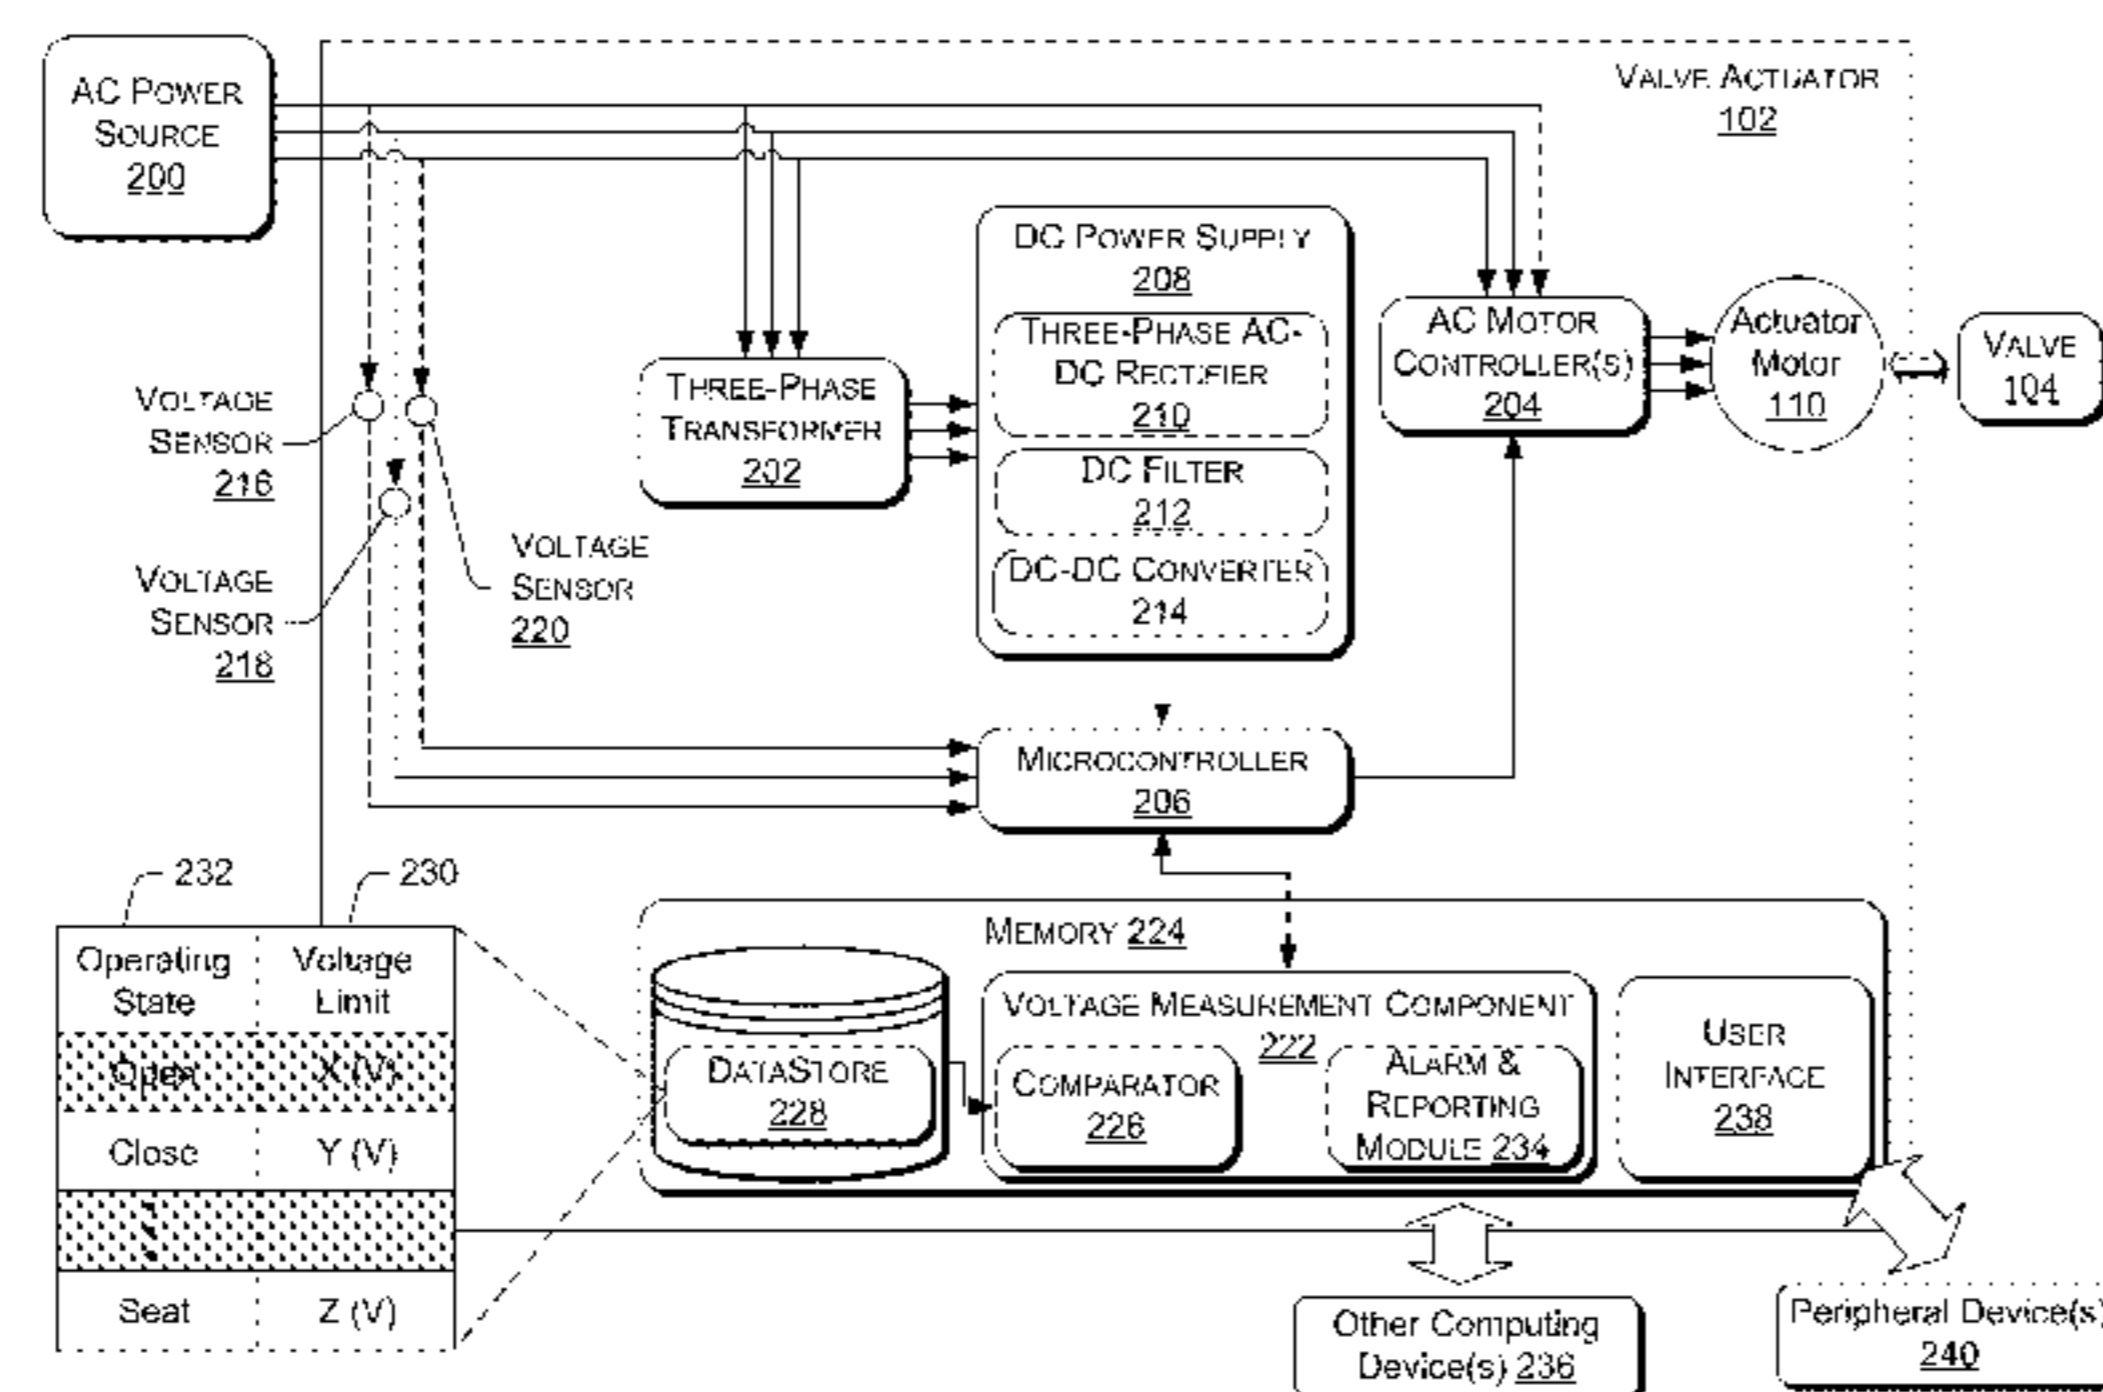 AC POWER
SOURCE
200
VALVE ACTUATOR
102
DC POWER SUPPLY
208
THREE-PHASE AC-
DC RECTIFIER
210
DC FILTER
212
DC-DC CONVERTER
214
THREE-PHASE
TRANSFORMER
202
AC MOTOR
CONTROLLER(S)
204
Actuator
Motor
110
VALVE
104
VOLTAGE
SENSOR
216
VOLTAGE
SENSOR
218
VOLTAGE
SENSOR
220
MICROCONTROLLER
206
232
230
Operating
State
Voltage
Limit
Open
X (V)
Close
Y (V)
Seat
Z (V)
MEMORY 224
DATASTORE
228
VOLTAGE MEASUREMENT COMPONENT
222
COMPARATOR
226
ALARM &
REPORTING
MODULE 234
USER
INTERFACE
238
Other Computing
Device(s) 236
Peripheral Device(s)
240